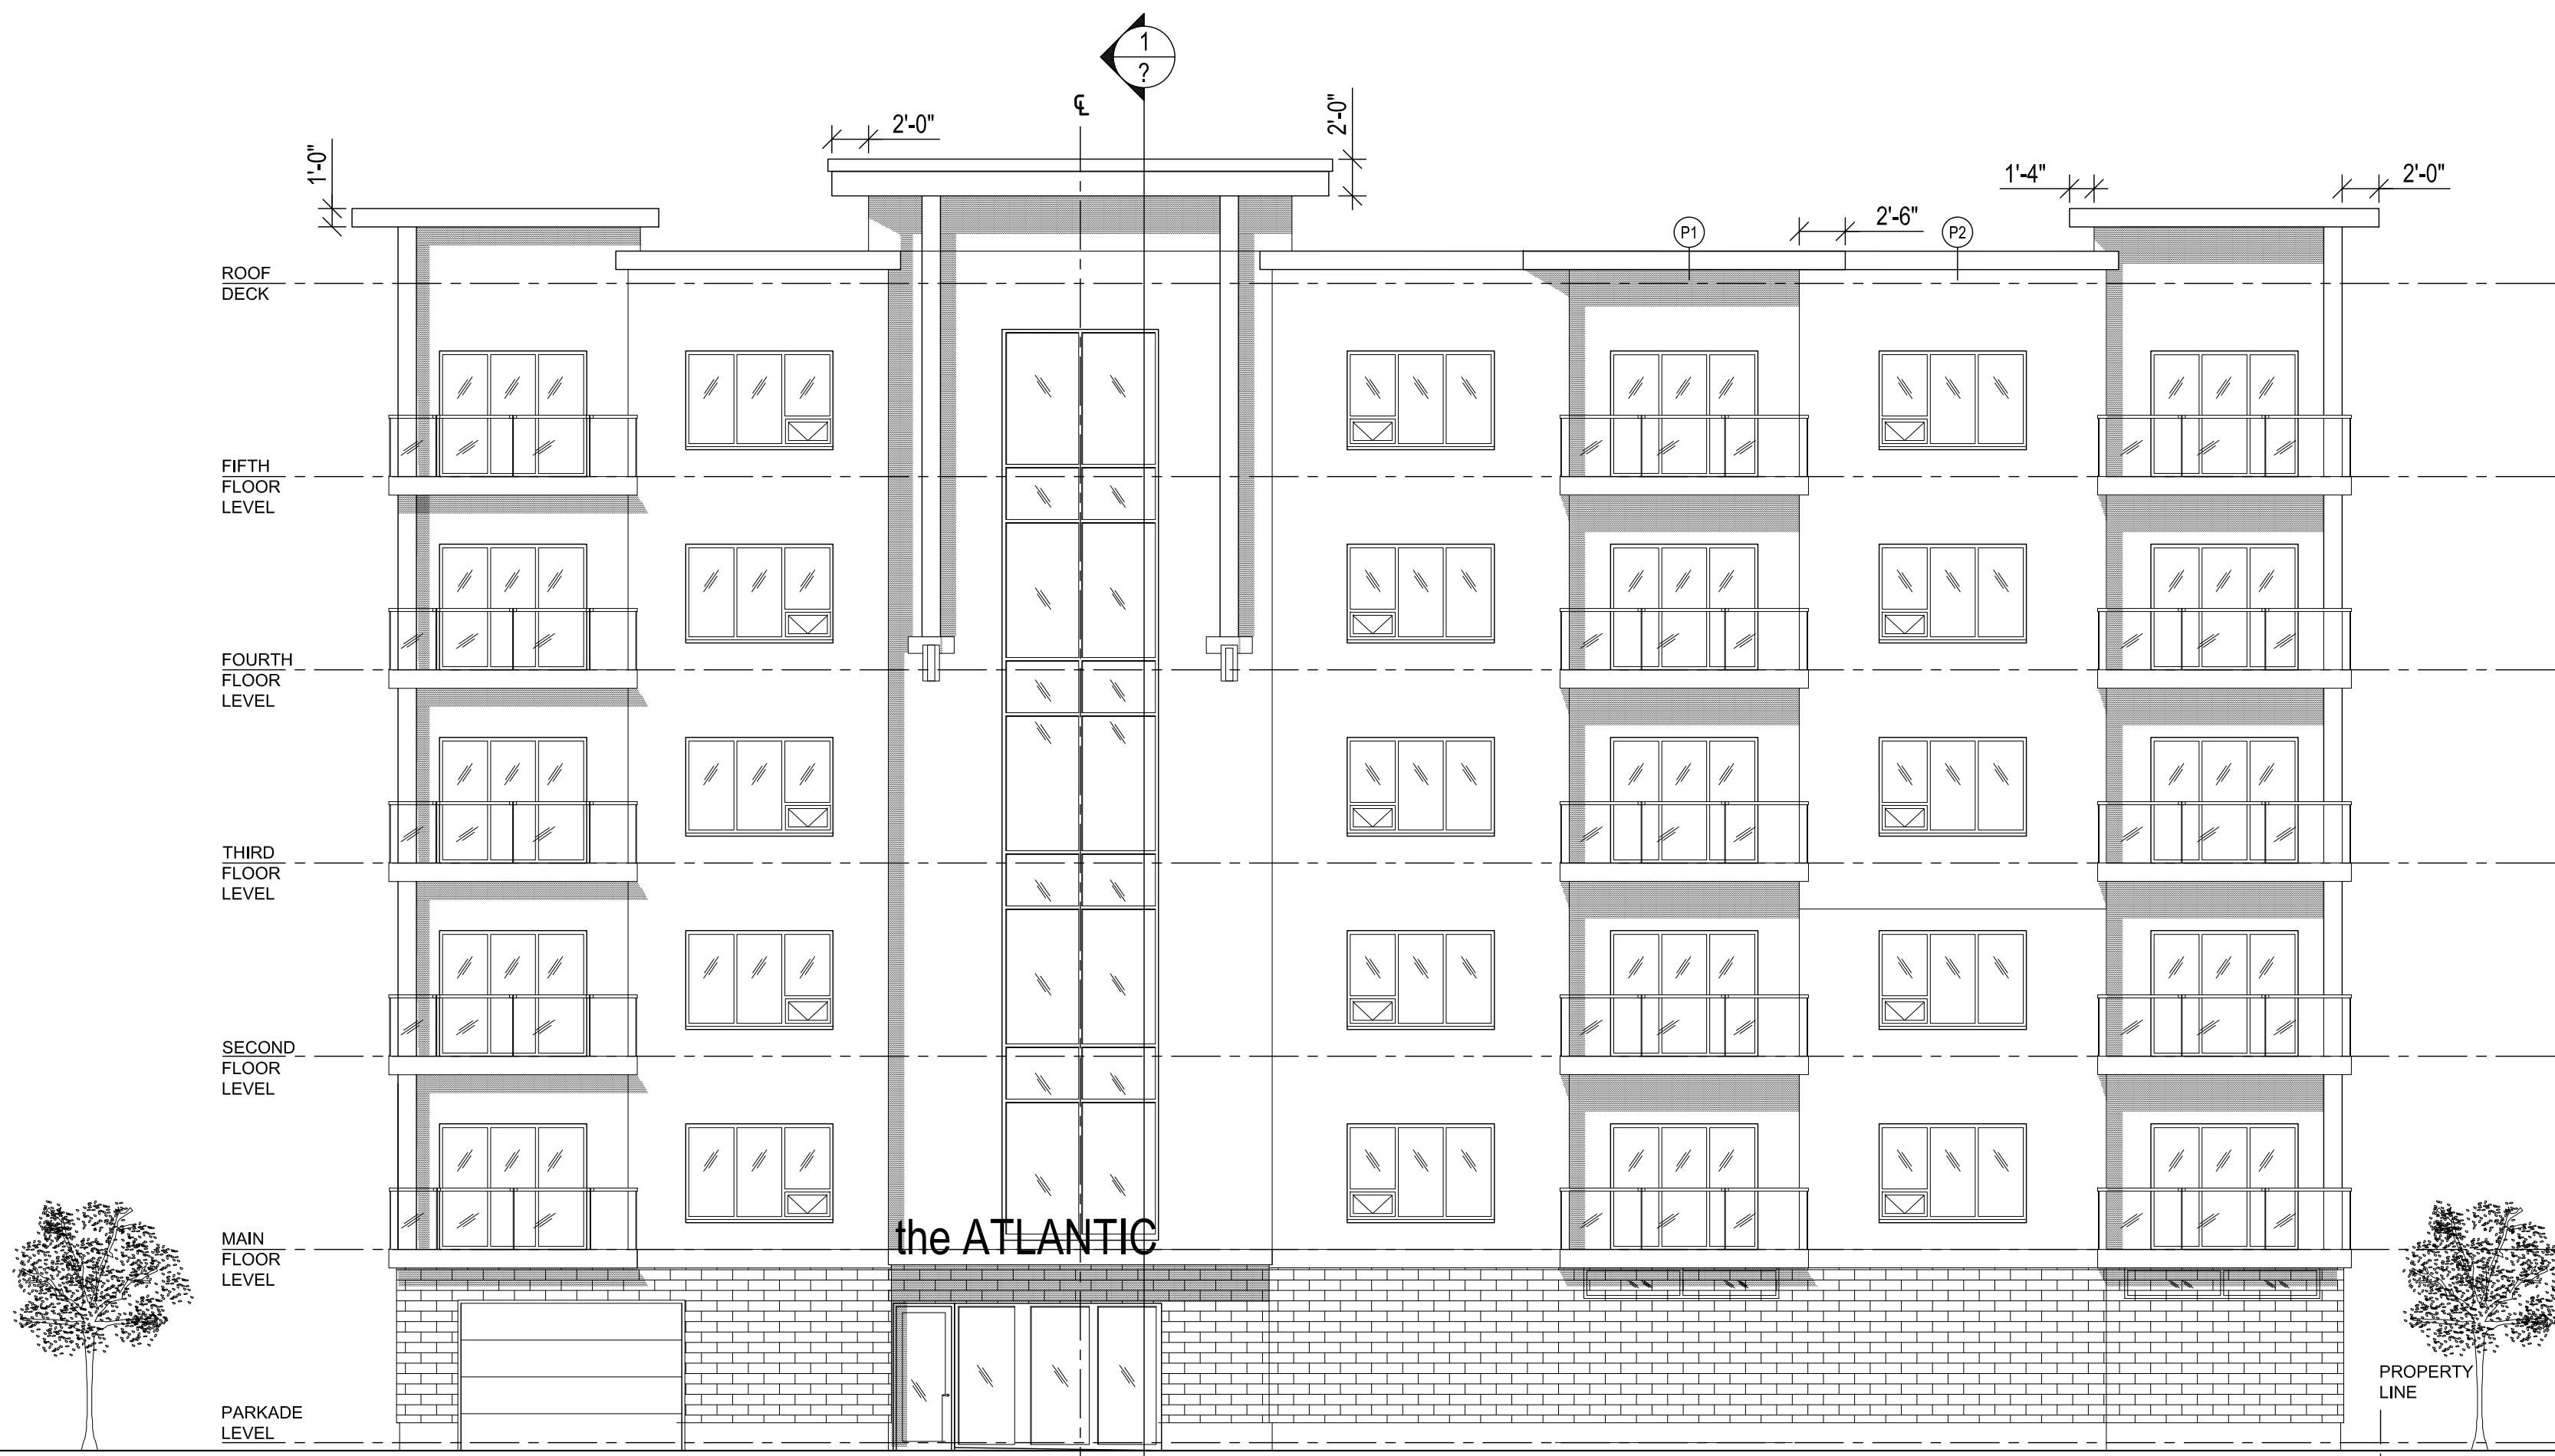 1
?
℄
2'-0"
2'-0"
1'-0"
1'-4"
2'-0"
P1
2'-6"
P2
ROOF
DECK
FIFTH
FLOOR
LEVEL
FOURTH
FLOOR
LEVEL
THIRD
FLOOR
LEVEL
SECOND
FLOOR
LEVEL
the ATLANTIC
MAIN
FLOOR
LEVEL
PROPERTY
LINE
PARKADE
LEVEL